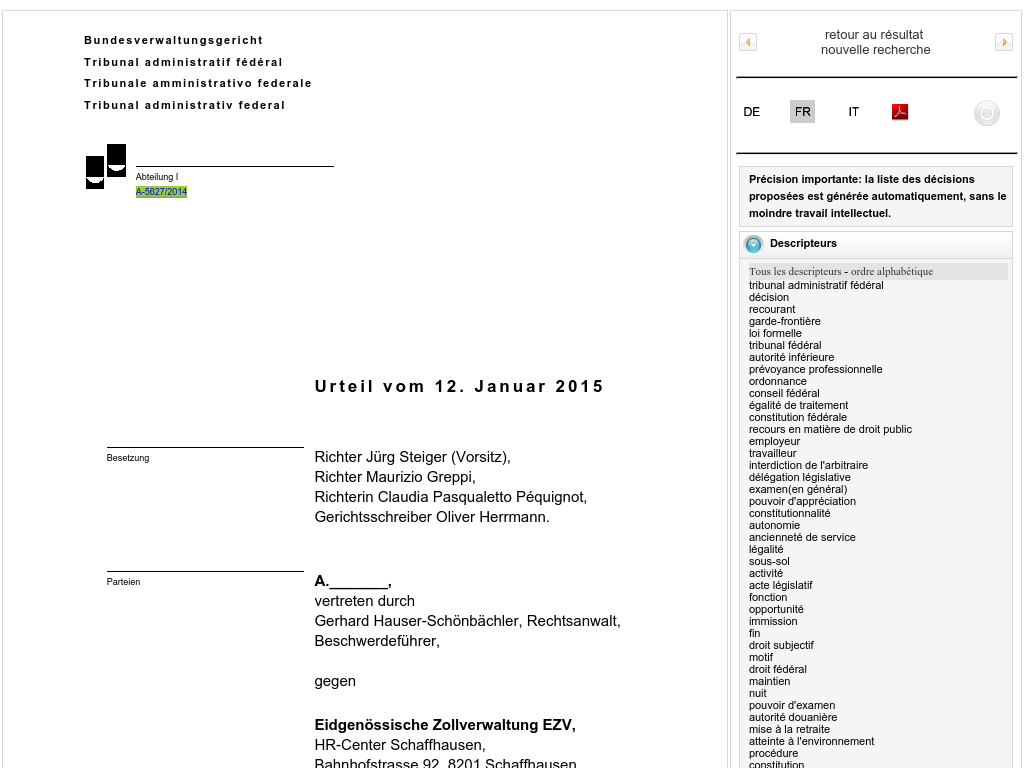 Bundesverwaltungsgericht
Tribunal administratif fédéral
Tribunale amministrativo federale
Tribunal administrativ federal
Abteilung I
A-5627/2014
Urteil vom 12. Januar 2015
Besetzung
Richter Jürg Steiger (Vorsitz),
Richter Maurizio Greppi,
Richterin Claudia Pasqualetto Péquignot,
Gerichtsschreiber Oliver Herrmann.
Parteien
A._______,
vertreten durch
Gerhard Hauser-Schönbächler, Rechtsanwalt,
Beschwerdeführer,
gegen
Eidgenössische Zollverwaltung EZV,
HR-Center Schaffhausen,
Bahnhofstrasse 92, 8201 Schaffhausen
retour au résultat
nouvelle recherche
DE FR IT
Précision importante: la liste des décisions
proposées est générée automatiquement, sans le
moindre travail intellectuel.
Descripteurs
Tous les descripteurs - ordre alphabétique
tribunal administratif fédéral
décision
recourant
garde-frontière
loi formelle
tribunal fédéral
autorité inférieure
prévoyance professionnelle
ordonnance
conseil fédéral
égalité de traitement
constitution fédérale
recours en matière de droit public
employeur
travailleur
interdiction de l'arbitraire
délégation législative
examen(en général)
pouvoir d'appréciation
constitutionnalité
autonomie
ancienneté de service
légalité
sous-sol
activité
acte législatif
fonction
opportunité
immission
fin
droit subjectif
motif
droit fédéral
maintien
nuit
pouvoir d'examen
autorité douanière
mise à la retraite
atteinte à l'environnement
procédure
constitution